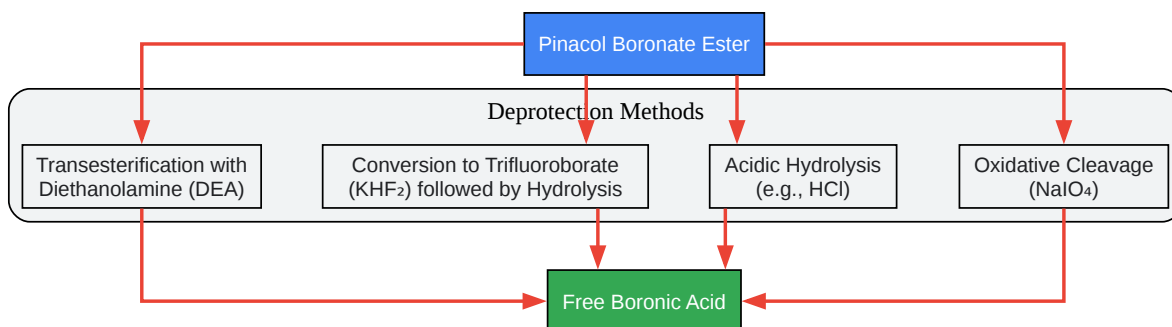 Pinacol Boronate Ester
Deprotection Methods
Transesterification with
Diethanolamine (DEA)
Conversion to Trifluoroborate
(KHF₂) followed by Hydrolysis
Acidic Hydrolysis
(e.g., HCl)
Oxidative Cleavage
(NaIO₄)
Free Boronic Acid